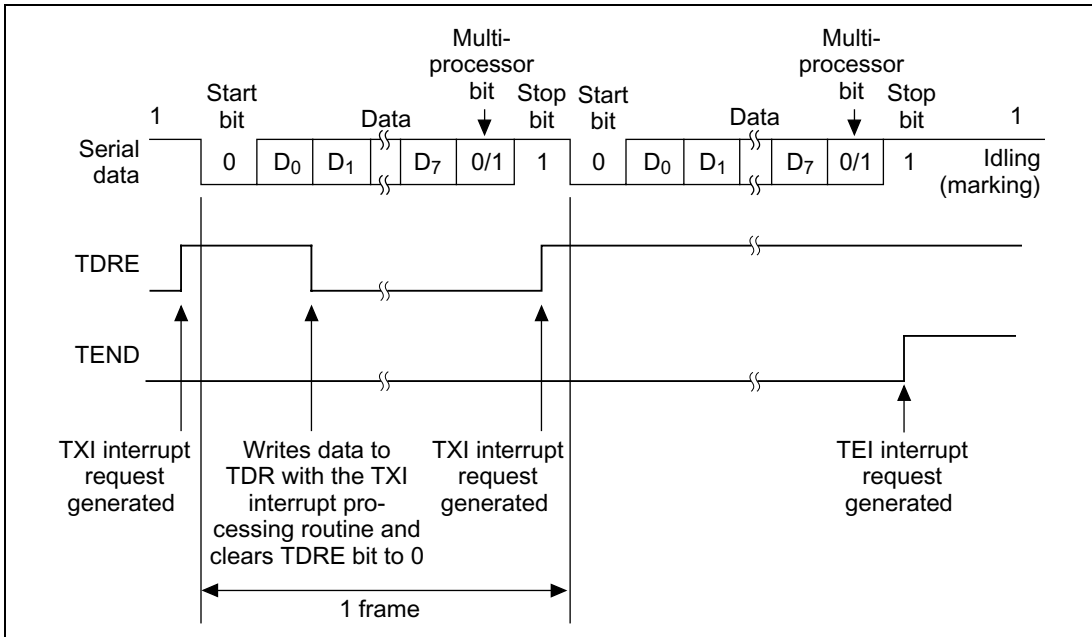 Multi-
processor
bit
Multi-
processor
bit
1 Start
bit Data Stop
bit Start
bit Data Stop
bit 1
Serial
data 0 D0 D1 D7 0/1 1 0 D0 D1 D7 0/1 1 Idling
(marking)
TDRE
TEND
TXI interrupt
request
generated
Writes data to
TDR with the TXI
interrupt pro-
cessing routine and
clears TDRE bit to 0
TXI interrupt
request
generated
TEI interrupt
request
generated
1 frame